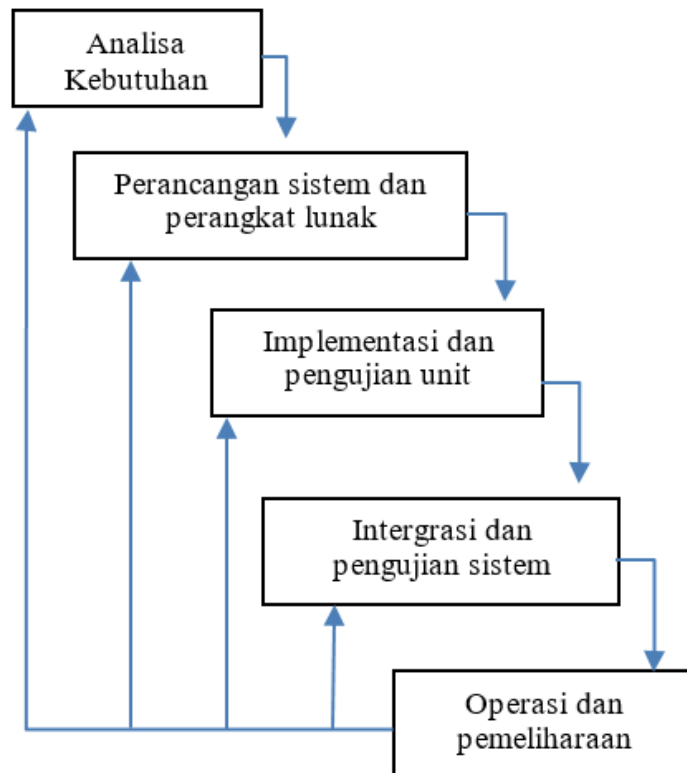 Analisa
Kebutuhan
Perancangan sistem dan
perangkat lunak
Implementasi dan
pengujian unit
Intergrasi dan
pengujian sistem
Operasi dan
pemeliharaan